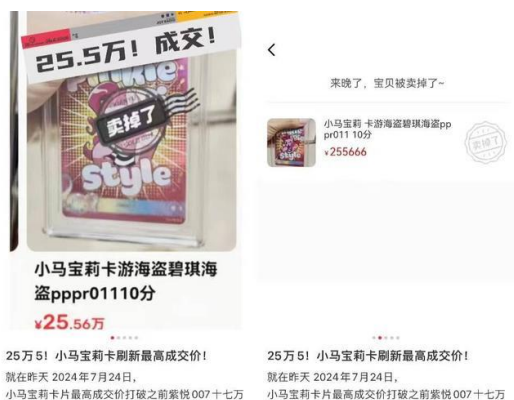 25.5万！成交！
Pinkie
卖掉了
Style
小马宝莉卡游海盗碧琪海
盗pppr01110分
¥25.56万
25万5！小马宝莉卡刷新最高成交价！
就在昨天 2024年7月24日，
小马宝莉卡片最高成交价打破之前紫悦007十七万
来晚了，宝贝被卖掉了~
小马宝莉 卡游海盗碧琪海盗pp
pr011 10分
¥255666
卖掉了
25万5！小马宝莉卡刷新最高成交价！
就在昨天 2024年7月24日，
小马宝莉卡片最高成交价打破之前紫悦007十七万